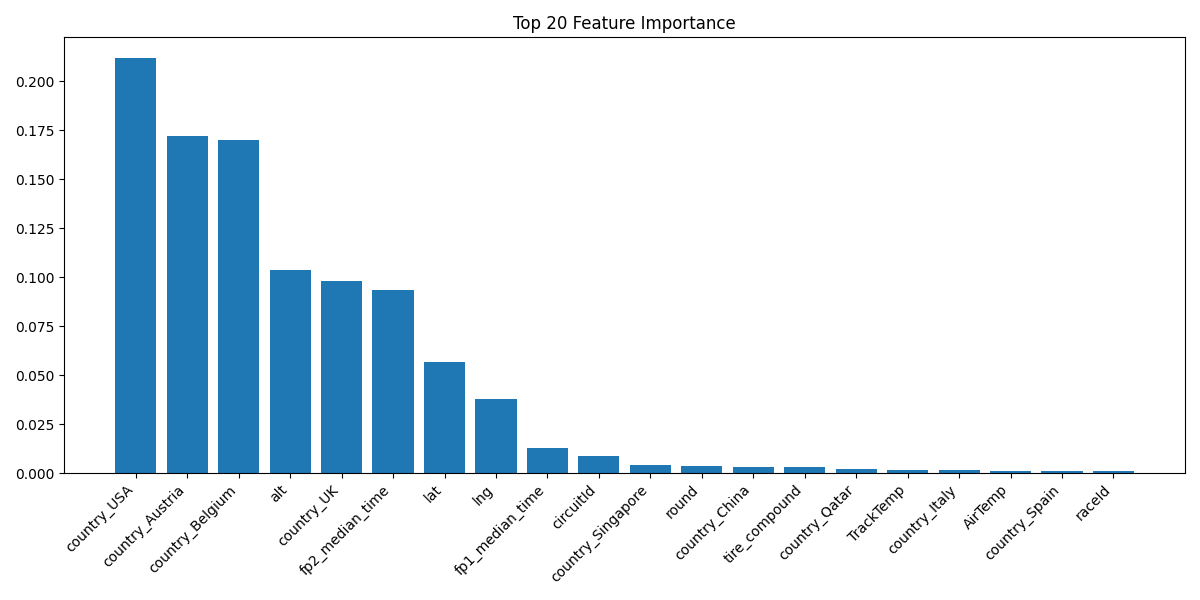 Top 20 Feature Importance
0.200
0.175
0.150
0.125
0.100
0.075
0.050
0.025
0.000
country_USA
country_Austria
country_Belgium
alt
country_UK
fp2_median_time
lat
lng
fp1_median_time
circuitId
country_Singapore
round
country_China
tire_compound
country_Qatar
TrackTemp
country_Italy
AirTemp
country_Spain
raceId